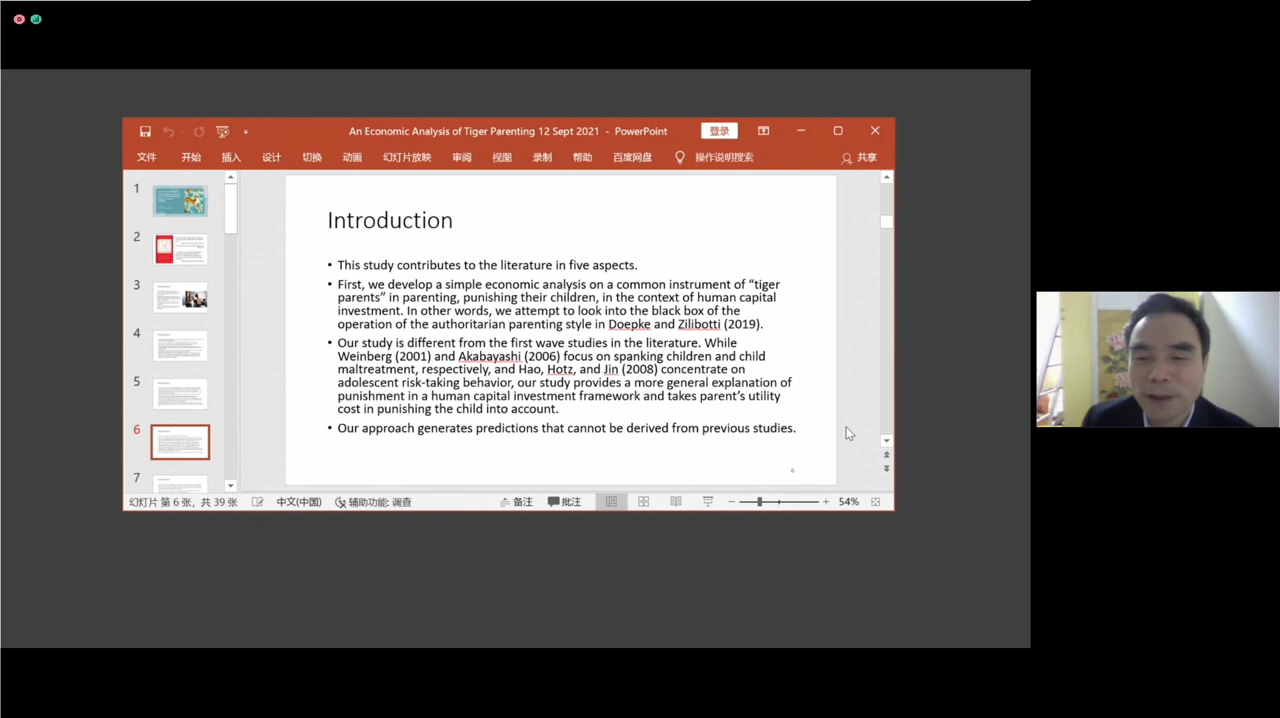 An Economic Analysis of Tiger Parenting 12 Sept 2021 - PowerPoint
登录
文件 开始 插入 设计 切换 动画 幻灯片放映 审阅 视图 录制 帮助 百度网盘 操作说明搜索 共享
1
2
3
4
5
6
7
Introduction
• This study contributes to the literature in five aspects.
• First, we develop a simple economic analysis on a common instrument of “tiger
parents” in parenting, punishing their children, in the context of human capital
investment. In other words, we attempt to look into the black box of the
operation of the authoritarian parenting style in Doepke and Zilibotti (2019).
• Our study is different from the first wave studies in the literature. While
Weinberg (2001) and Akabayashi (2006) focus on spanking children and child
maltreatment, respectively, and Hao, Hotz, and Jin (2008) concentrate on
adolescent risk-taking behavior, our study provides a more general explanation of
punishment in a human capital investment framework and takes parent’s utility
cost in punishing the child into account.
• Our approach generates predictions that cannot be derived from previous studies.
6
幻灯片 第 6 张，共 39 张 中文(中国) 辅助功能: 调查 备注 批注 54%